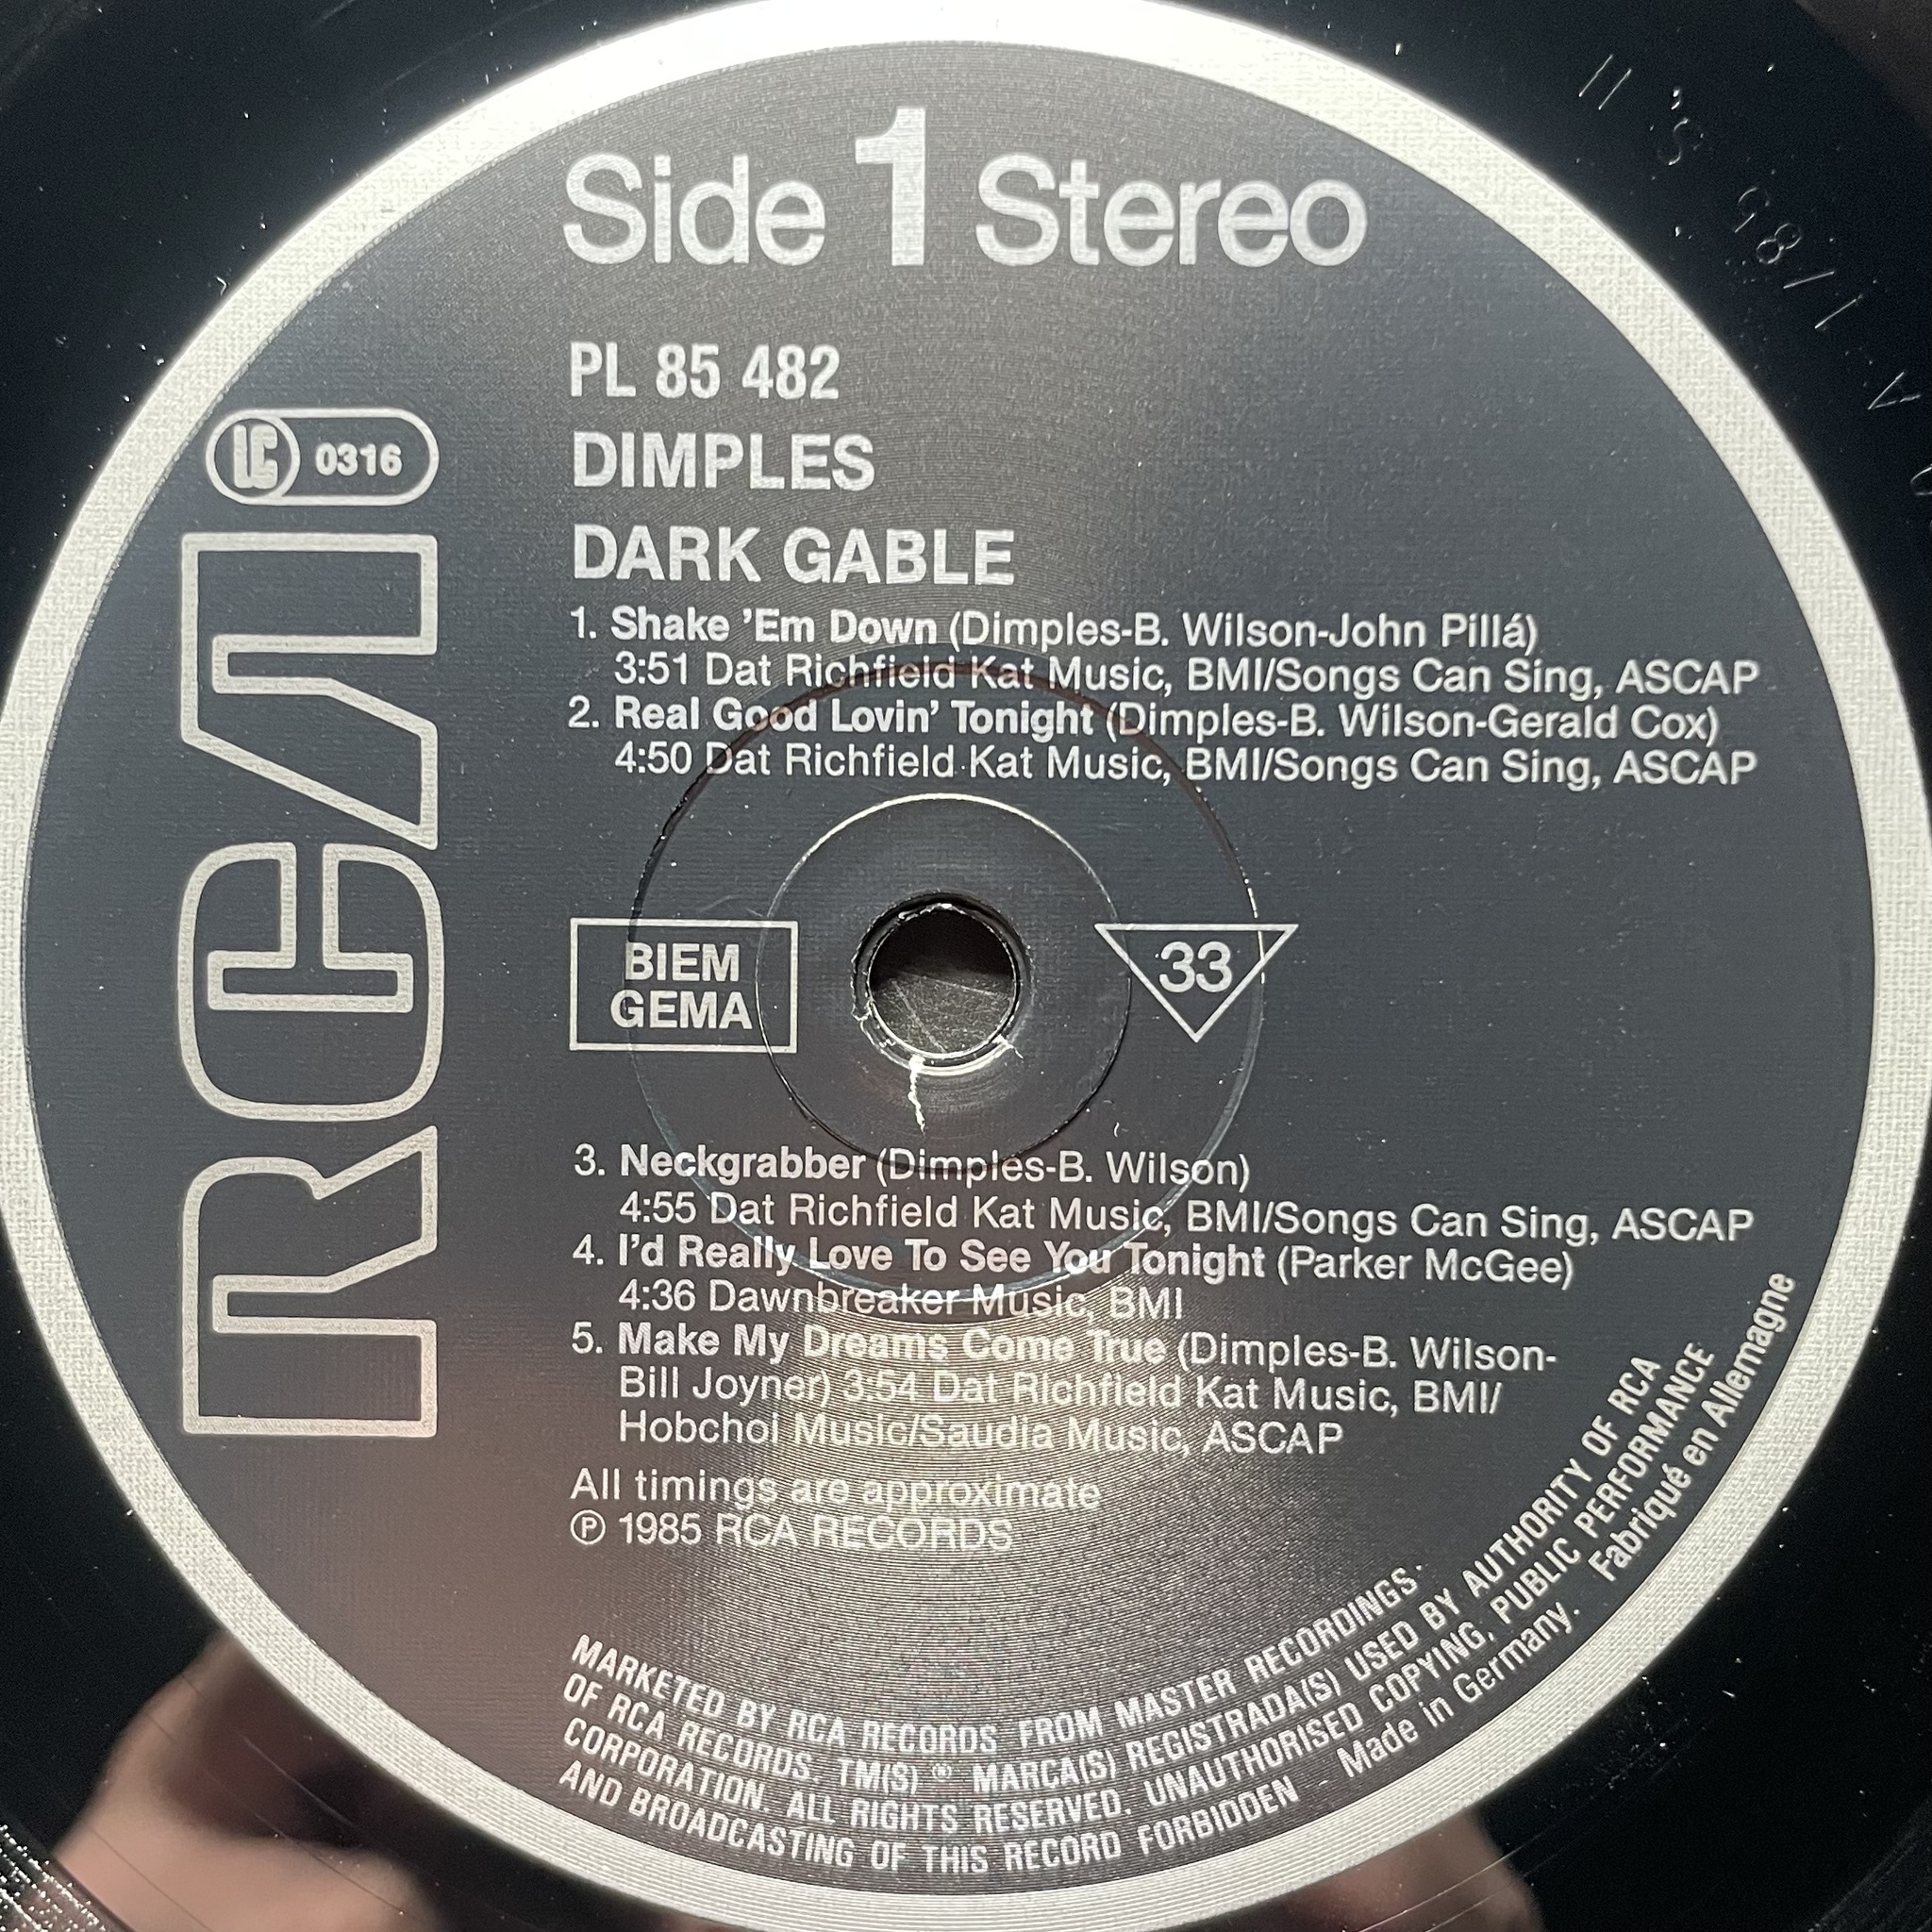 Side 1 Stereo
PL 85 482
LC 0316
DIMPLES
DARK GABLE
1. Shake ’Em Down (Dimples-B. Wilson-John Pillá)
3:51 Dat Richfield Kat Music, BMI/Songs Can Sing, ASCAP
2. Real Good Lovin’ Tonight (Dimples-B. Wilson-Gerald Cox)
4:50 Dat Richfield Kat Music, BMI/Songs Can Sing, ASCAP
RCA
BIEM
GEMA
33
3. Neckgrabber (Dimples-B. Wilson)
4:55 Dat Richfield Kat Music, BMI/Songs Can Sing, ASCAP
4. I’d Really Love To See You Tonight (Parker McGee)
4:36 Dawnbreaker Music, BMI
5. Make My Dreams Come True (Dimples-B. Wilson-
Bill Joyner) 3:54 Dat Richfield Kat Music, BMI/
Hobchoi Music/Saudia Music, ASCAP
All timings are approximate
℗ 1985 RCA RECORDS
MARKETED BY RCA RECORDS FROM MASTER RECORDINGS
OF RCA RECORDS. TM(S) ® MARCA(S) REGISTRADA(S) USED BY AUTHORITY OF RCA
CORPORATION. ALL RIGHTS RESERVED. UNAUTHORISED COPYING, PUBLIC PERFORMANCE
AND BROADCASTING OF THIS RECORD FORBIDDEN - Made in Germany. Fabriqué en Allemagne